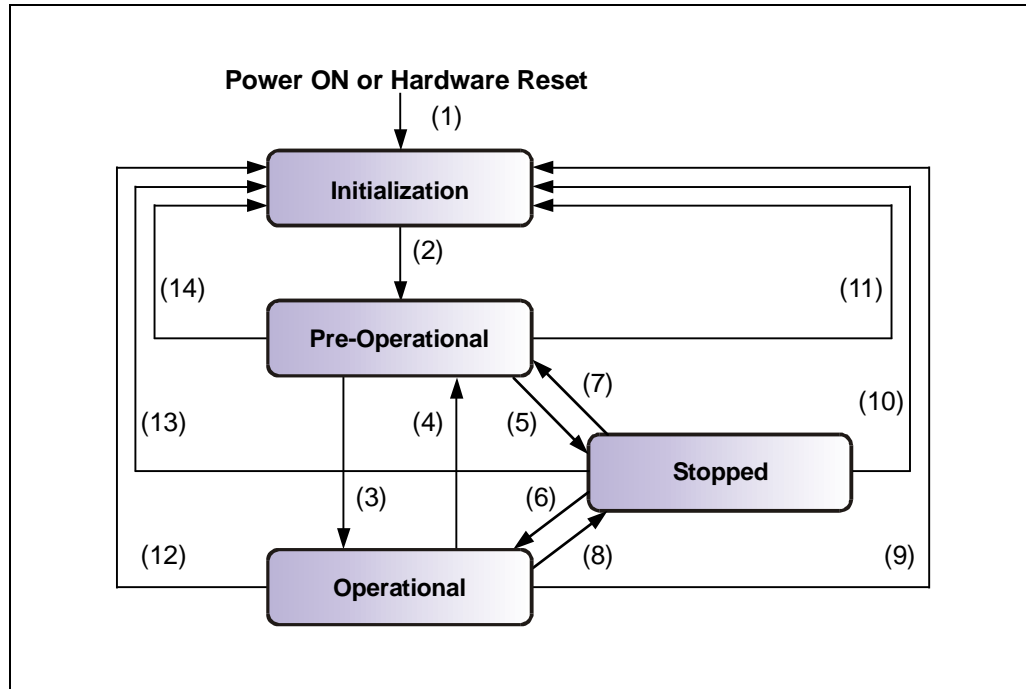 Power ON or Hardware Reset
(1)
Initialization
(2)
(14)
(11)
Pre-Operational
(7)
(13)
(4)
(5)
(10)
Stopped
(3)
(6)
(12)
(8)
(9)
Operational